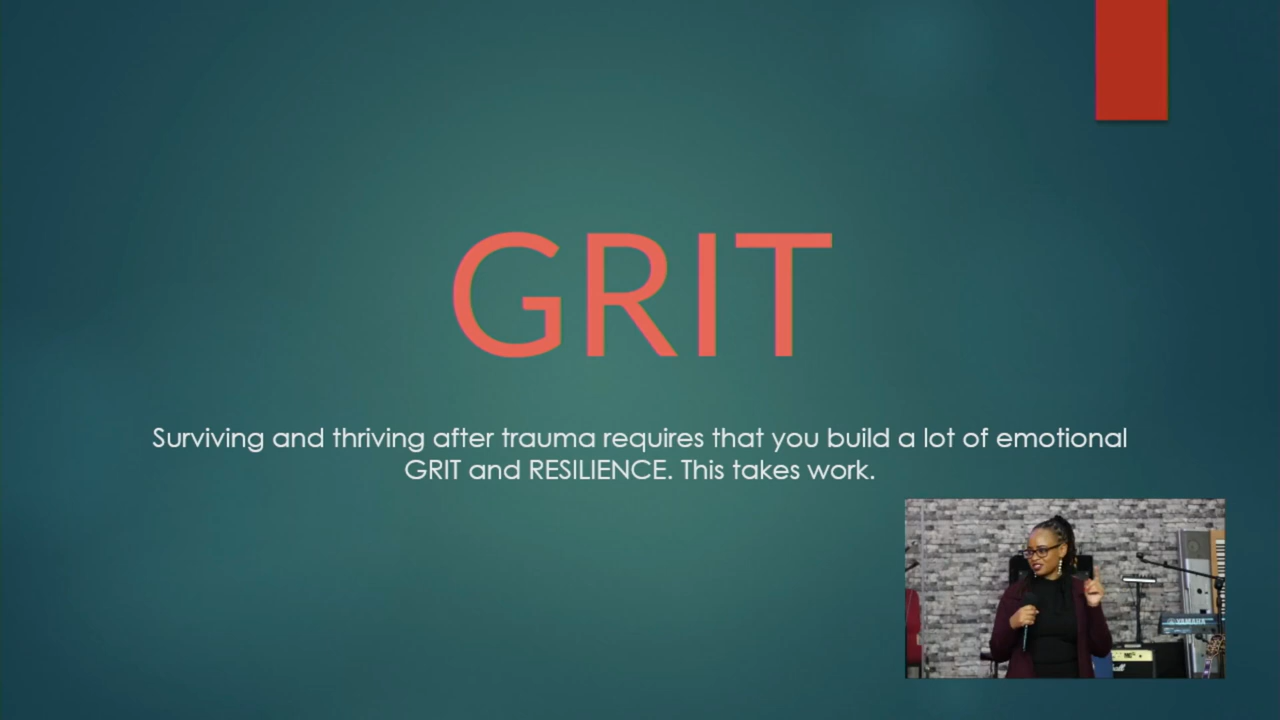 GRIT
Surviving and thriving after trauma requires that you build a lot of emotional
GRIT and RESILIENCE. This takes work.
YAMAHA